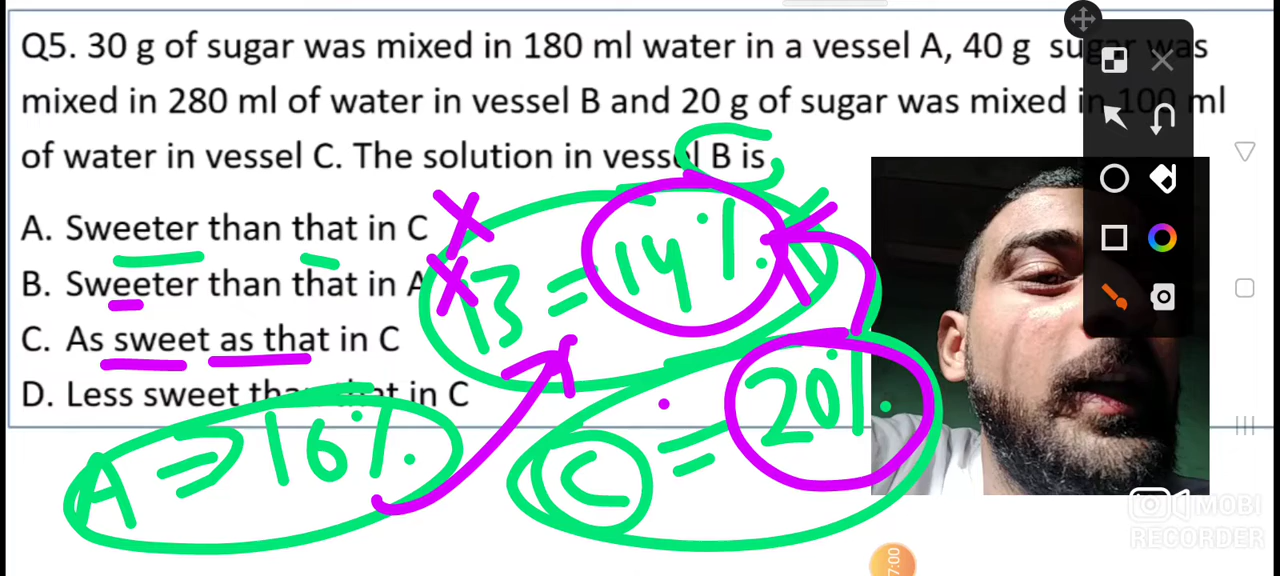 Q5. 30 g of sugar was mixed in 180 ml water in a vessel A, 40 g sugar was
mixed in 280 ml of water in vessel B and 20 g of sugar was mixed in 100 ml
of water in vessel C. The solution in vessel B is
A. Sweeter than that in C
B. Sweeter than that in A
C. As sweet as that in C
D. Less sweet than that in C
B = 14%.
A => 16%.
C = 20%.
MOBI
RECORDER
7:00